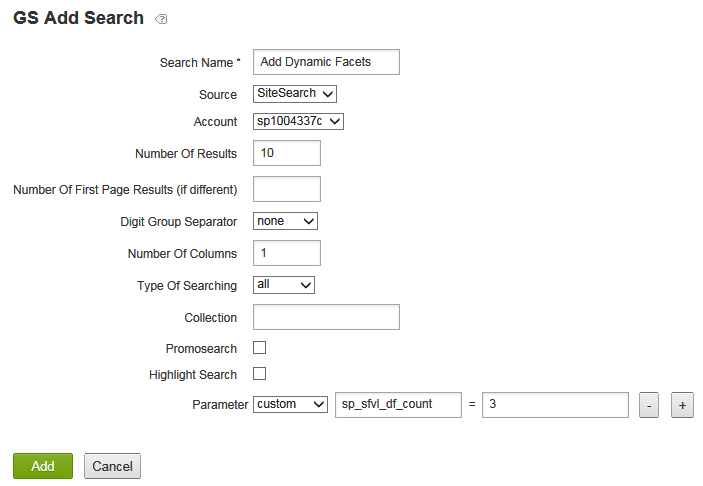 GS Add Search
Search Name * Add Dynamic Facets
Source SiteSearch
Account sp1004337c
Number Of Results 10
Number Of First Page Results (if different)
Digit Group Separator none
Number Of Columns 1
Type Of Searching all
Collection
Promosearch
Highlight Search
Parameter custom sp_sfvl_df_count = 3 - +
Add Cancel